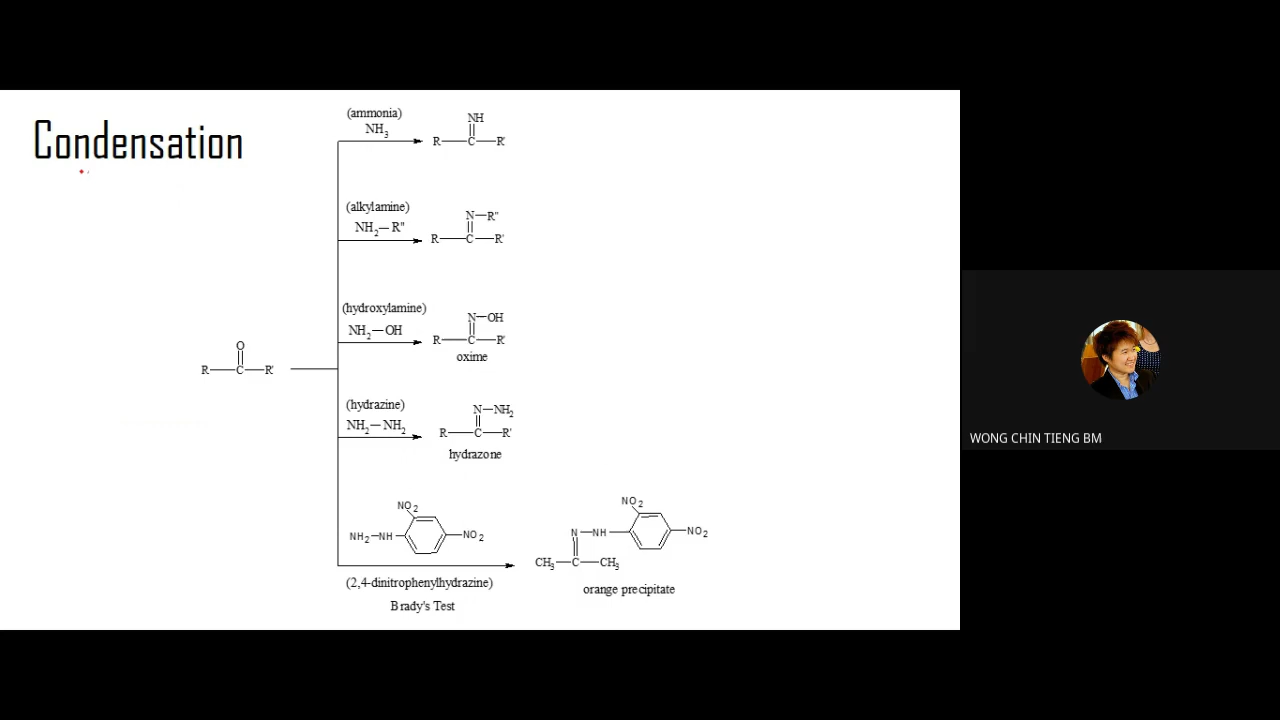 Condensation
(ammonia)
NH3
NH
R—C—R'
(alkylamine)
NH2—R"
N—R"
R—C—R'
(hydroxylamine)
NH2—OH
N—OH
R—C—R'
oxime
O
R—C—R'
(hydrazine)
NH2—NH2
N—NH2
R—C—R'
hydrazone
NO2
NH2—NH
NO2
(2,4-dinitrophenylhydrazine)
Brady's Test
NO2
N—NH
NO2
CH3—C—CH3
orange precipitate
WONG CHIN TIENG BM